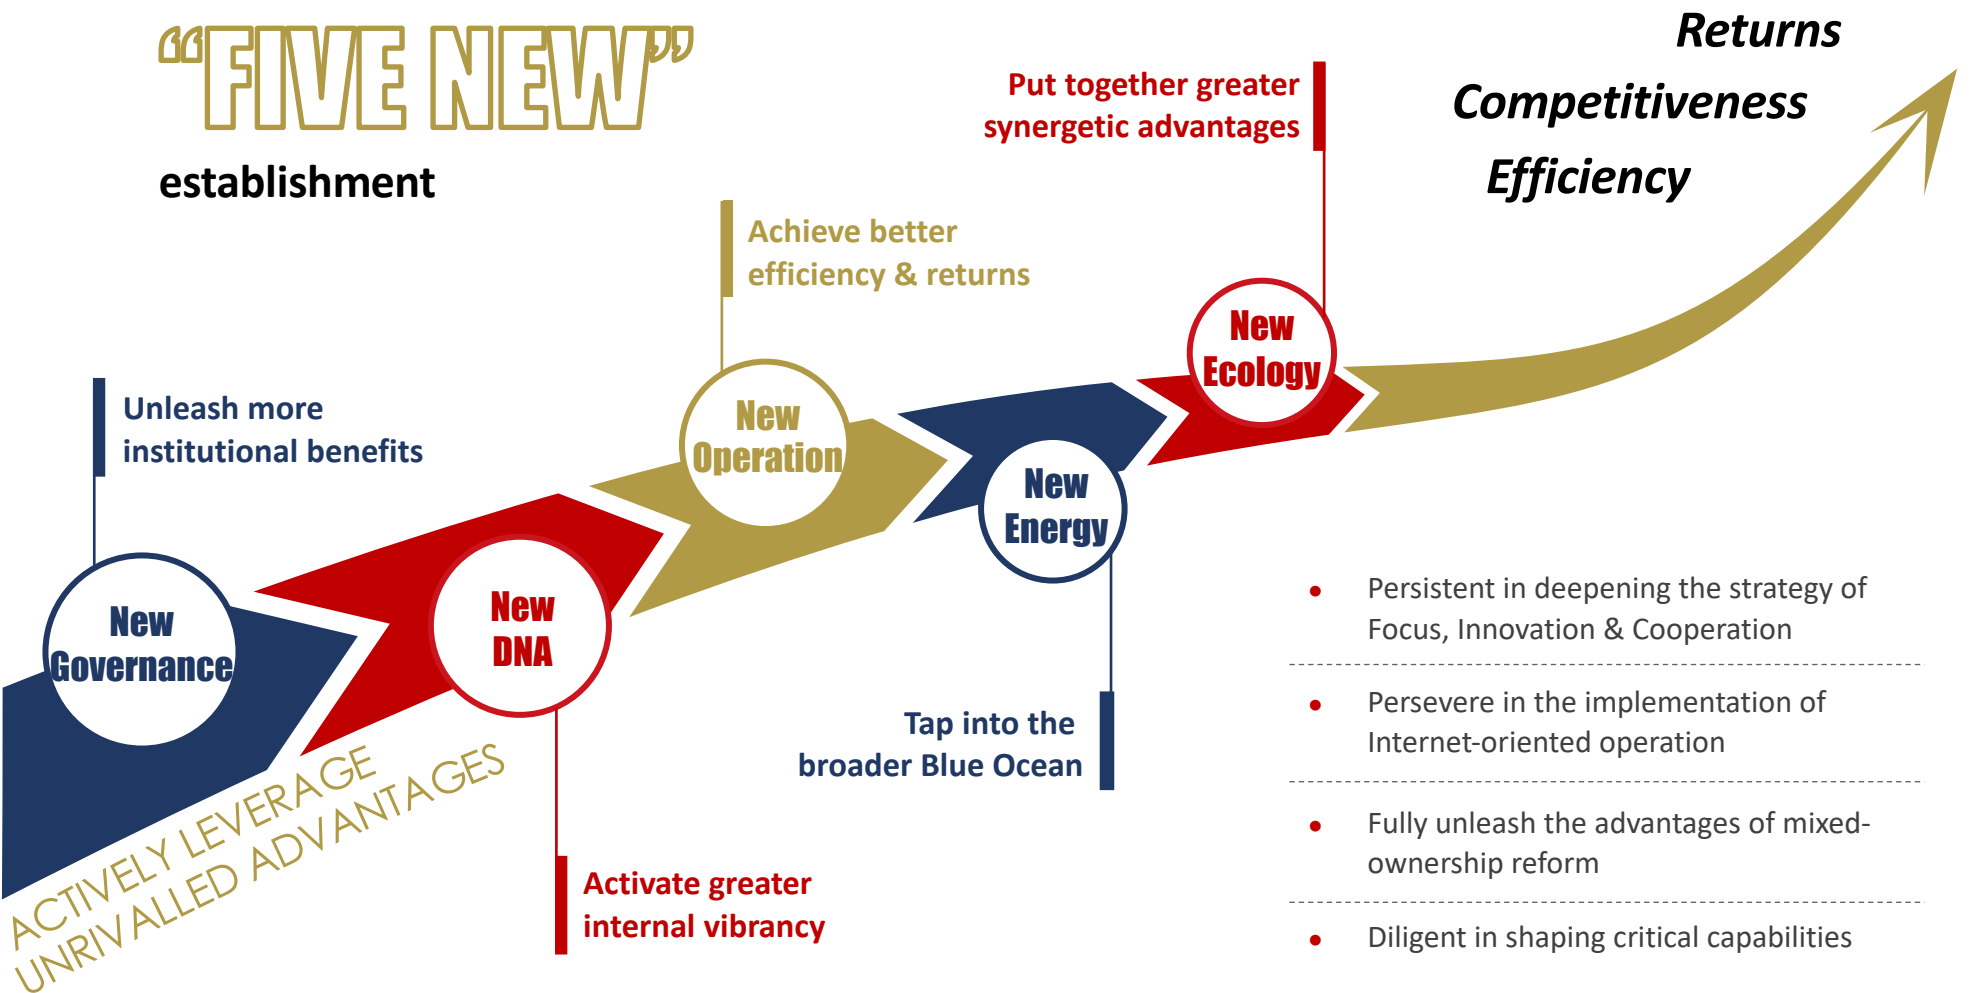 “FIVE NEW”
establishment
Returns
Competitiveness
Efficiency
Put together greater
synergetic advantages
Achieve better
efficiency & returns
Unleash more
institutional benefits
New
Governance
New
DNA
New
Operation
New
Energy
New
Ecology
Tap into the
broader Blue Ocean
Activate greater
internal vibrancy
ACTIVELY LEVERAGE
UNRIVALLED ADVANTAGES
• Persistent in deepening the strategy of
Focus, Innovation & Cooperation
• Persevere in the implementation of
Internet-oriented operation
• Fully unleash the advantages of mixed-
ownership reform
• Diligent in shaping critical capabilities